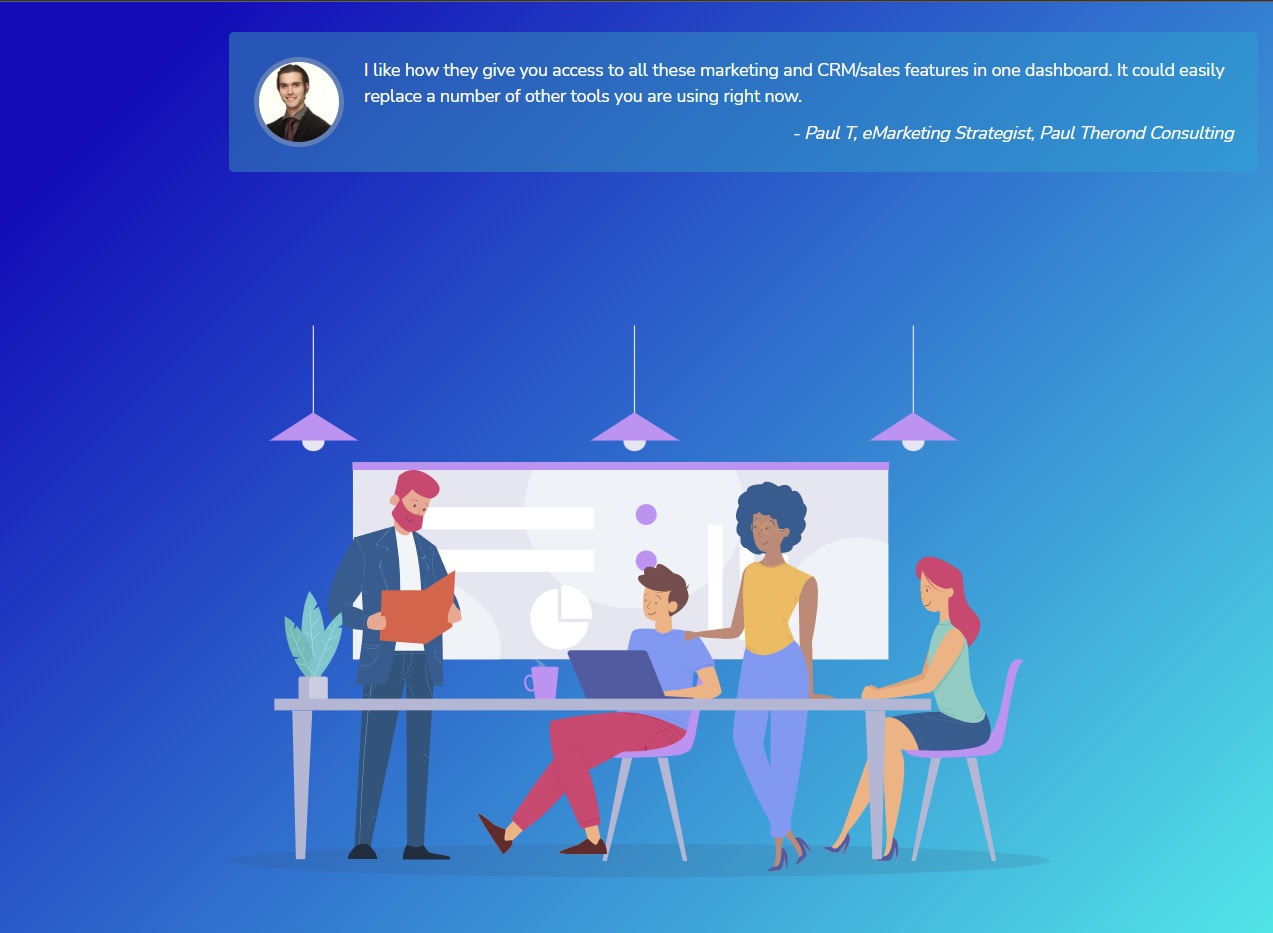 I like how they give you access to all these marketing and CRM/sales features in one dashboard. It could easily
replace a number of other tools you are using right now.
- Paul T, eMarketing Strategist, Paul Therond Consulting